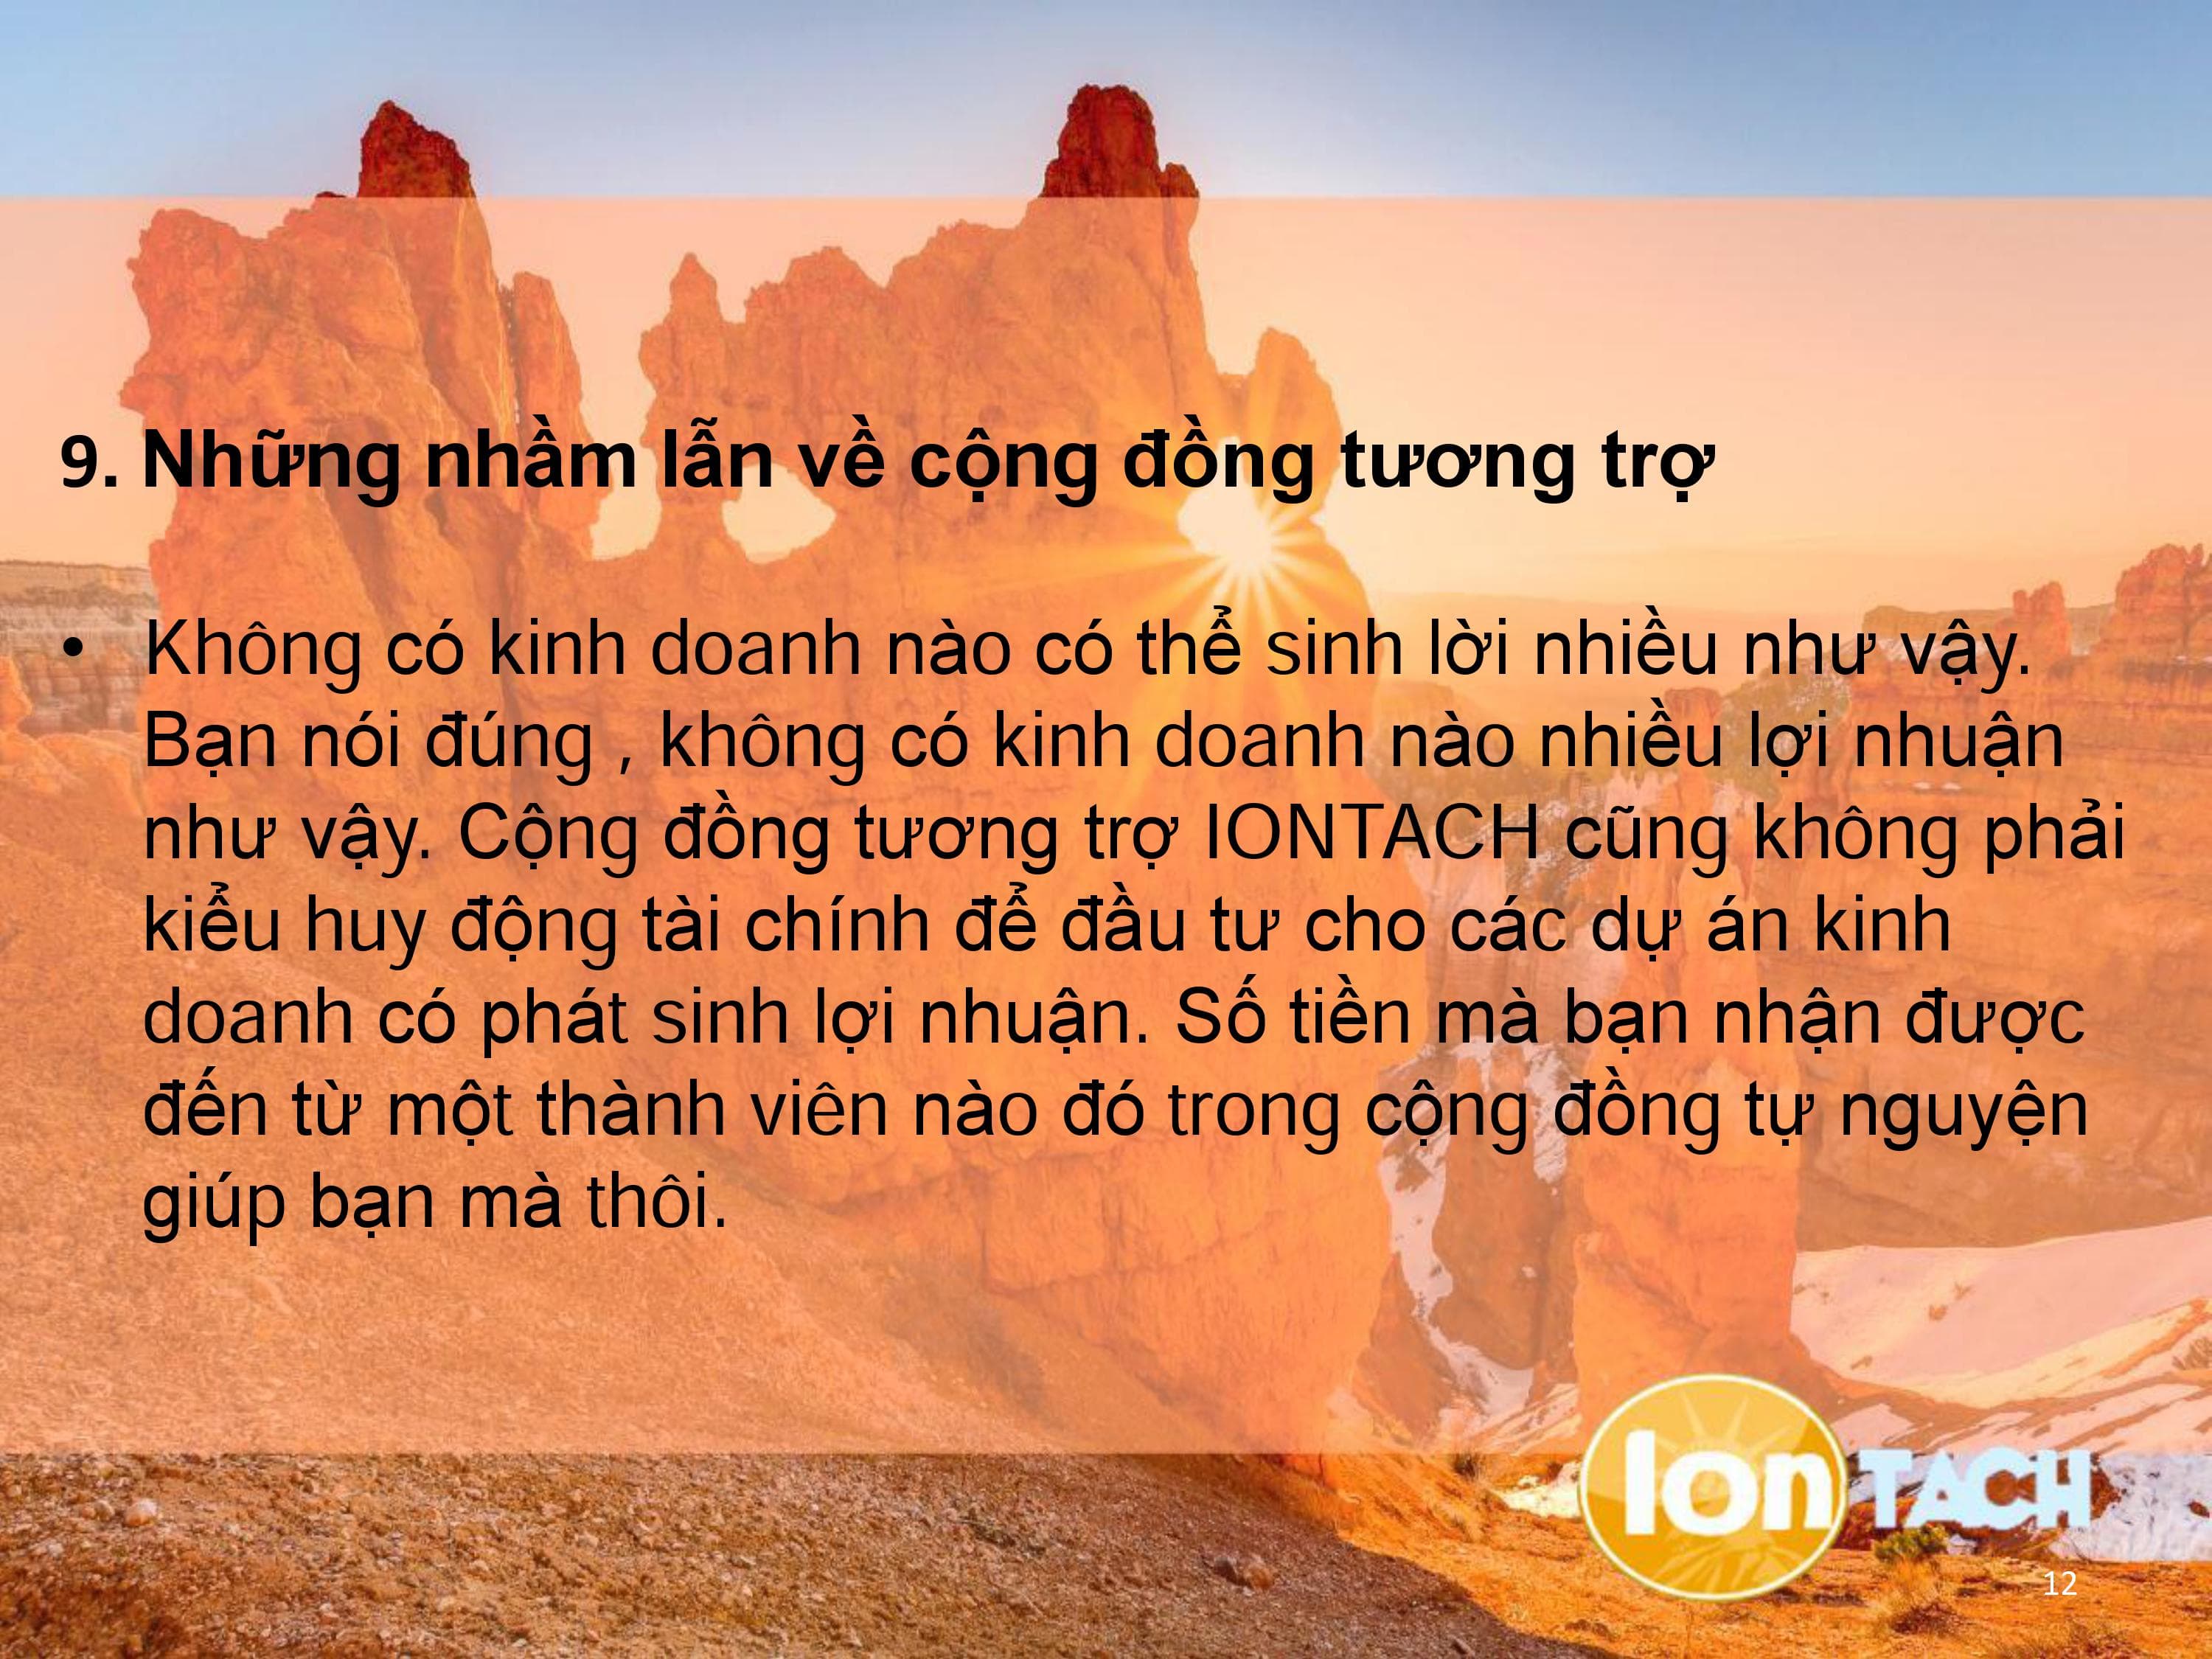 9. Những nhầm lẫn về cộng đồng tương trợ
• Không có kinh doanh nào có thể sinh lời nhiều như vậy.
Bạn nói đúng , không có kinh doanh nào nhiều lợi nhuận
như vậy. Cộng đồng tương trợ IONTACH cũng không phải
kiểu huy động tài chính để đầu tư cho các dự án kinh
doanh có phát sinh lợi nhuận. Số tiền mà bạn nhận được
đến từ một thành viên nào đó trong cộng đồng tự nguyện
giúp bạn mà thôi.
Ion TACH
12